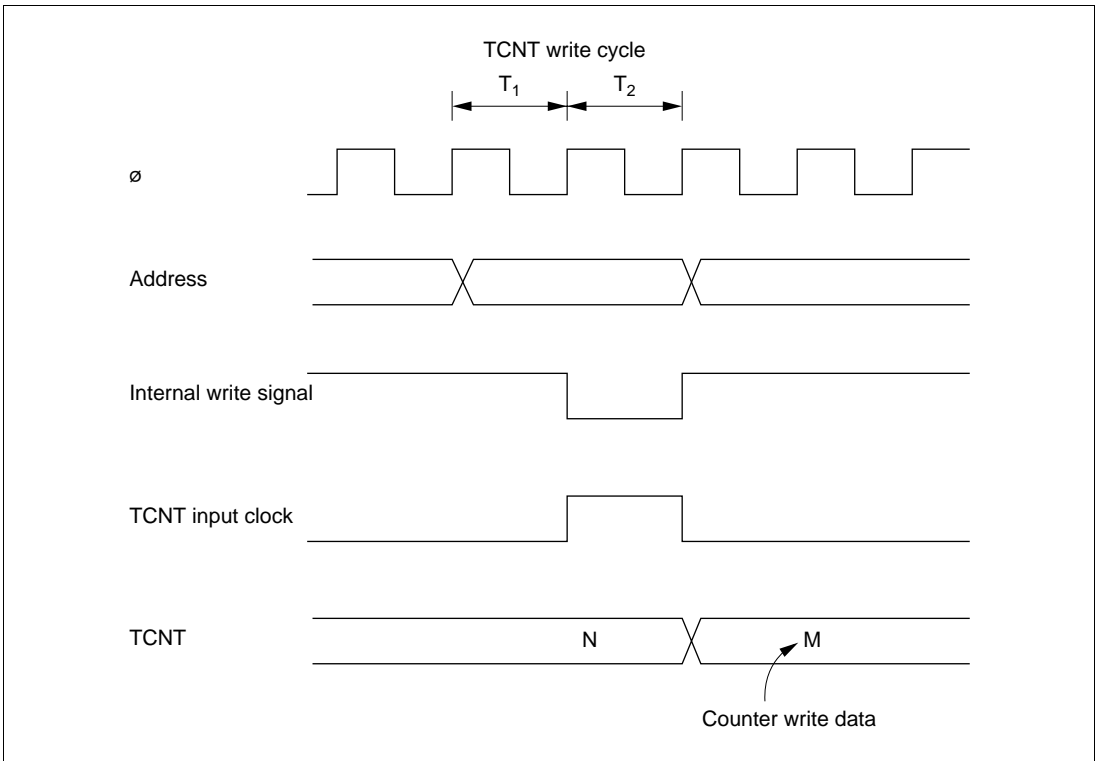 TCNT write cycle
T1 T2
ø
Address
Internal write signal
TCNT input clock
TCNT N M
Counter write data